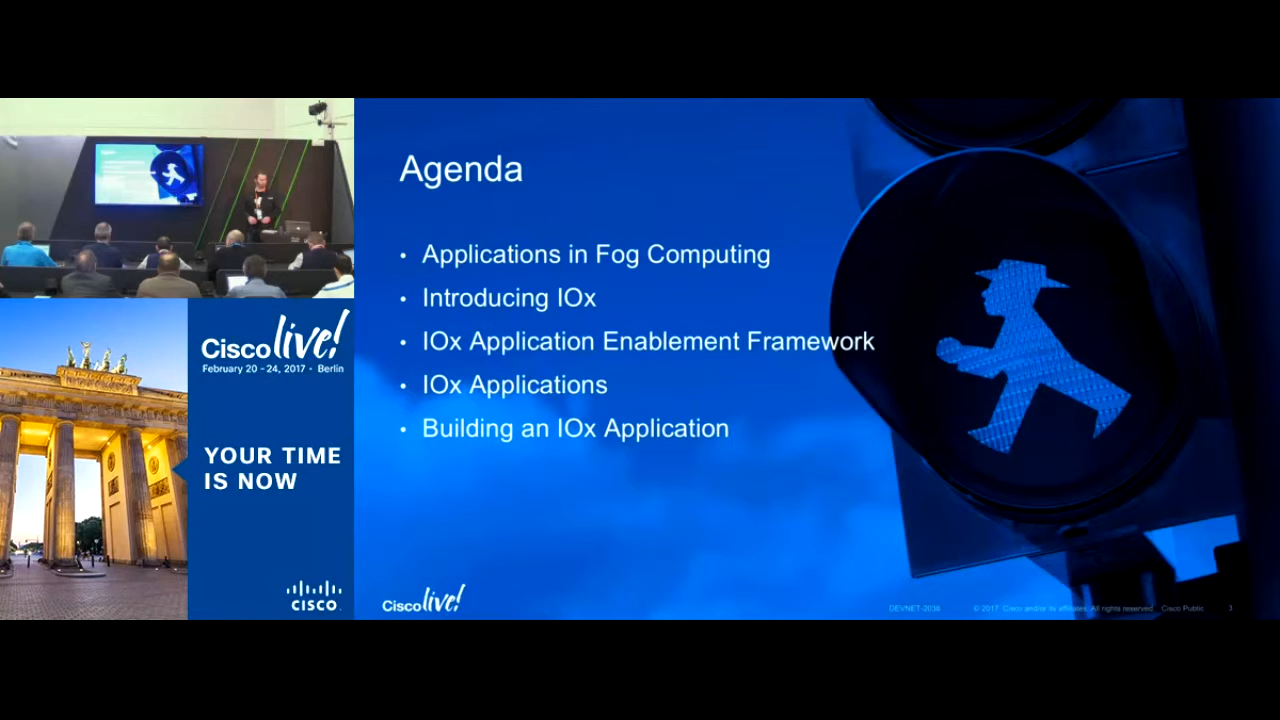 Agenda
• Applications in Fog Computing
• Introducing IOx
• IOx Application Enablement Framework
• IOx Applications
• Building an IOx Application
Cisco live!
February 20 - 24, 2017 • Berlin
YOUR TIME
IS NOW
CISCO
Cisco live!
DEVNET-2038 © 2017 Cisco and/or its affiliates. All rights reserved. Cisco Public 3